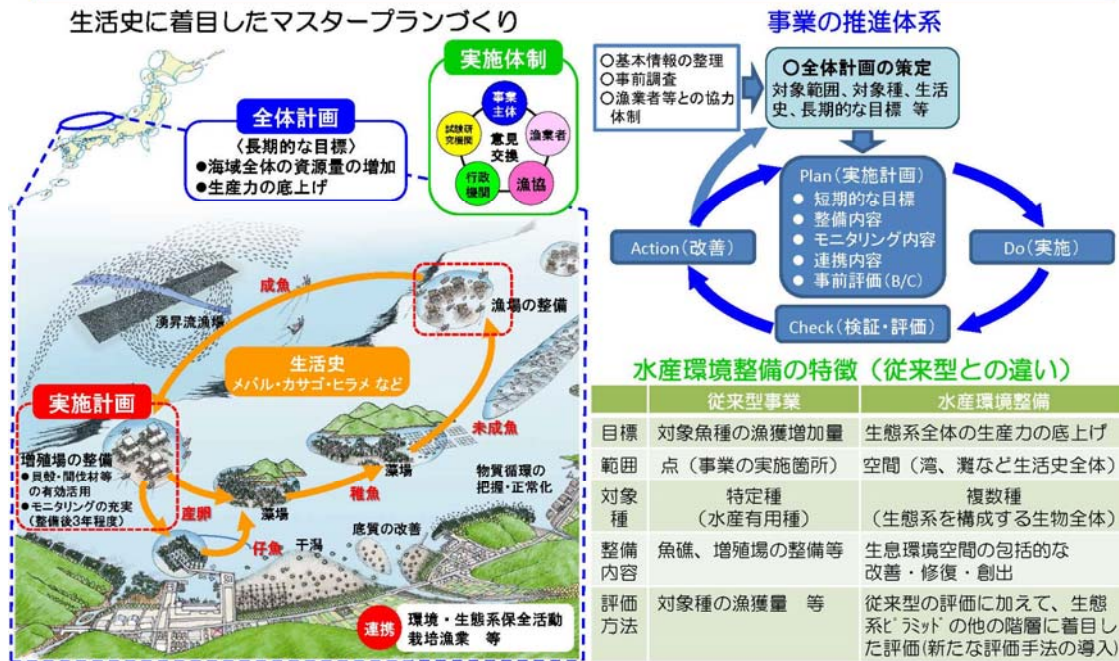 生活史に着目したマスタープランづくり
全体計画
〈長期的な目標〉
●海域全体の資源量の増加
●生産力の底上げ
実施体制
事業
主体
試験研
究機関
漁業者
意見
交換
行政
機関
漁協
湧昇流漁場
成魚
漁場の整備
生活史
メバル・カサゴ・ヒラメ など
実施計画
増殖場の整備
●貝殻・間伐材等
の有効活用
●モニタリングの充実
(整備後3年程度)
産卵
仔魚
藻場
稚魚
藻場
未成魚
物質循環の
把握・正常化
干潟
底質の改善
連携
環境・生態系保全活動
栽培漁業 等
事業の推進体系
○基本情報の整理
○事前調査
○漁業者等との協力
体制
○全体計画の策定
対象範囲、対象種、生活
史、長期的な目標 等
Plan(実施計画)
● 短期的な目標
● 整備内容
● モニタリング内容
● 連携内容
● 事前評価(B/C)
Action(改善)
Do(実施)
Check(検証・評価)
水産環境整備の特徴（従来型との違い）
従来型事業 水産環境整備
目標 対象魚種の漁獲増加量 生態系全体の生産力の底上げ
範囲 点（事業の実施箇所） 空間（湾、灘など生活史全体）
対象
種
特定種
（水産有用種）
複数種
（生態系を構成する生物全体）
整備
内容
魚礁、増殖場の整備等
生息環境空間の包括的な
改善・修復・創出
評価
方法
対象種の漁獲量 等
従来型の評価に加えて、生態
系ピラミッドの他の階層に着目し
た評価(新たな評価手法の導入)